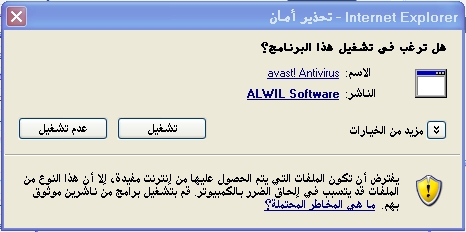 Internet Explorer - تحذير أمان
هل ترغب في تشغيل هذا البرنامج؟
الاسم: avast! Antivirus
الناشر: ALWIL Software
مزيد من الخيارات
تشغيل
عدم تشغيل
يفترض أن تكون الملفات التي يتم الحصول عليها من إنترنت مفيدة، إلا أن هذا النوع من
الملفات قد يتسبب في إلحاق الضرر بالكمبيوتر. قم بتشغيل برامج من ناشرين موثوق
بهم. ما هي المخاطر المحتملة؟